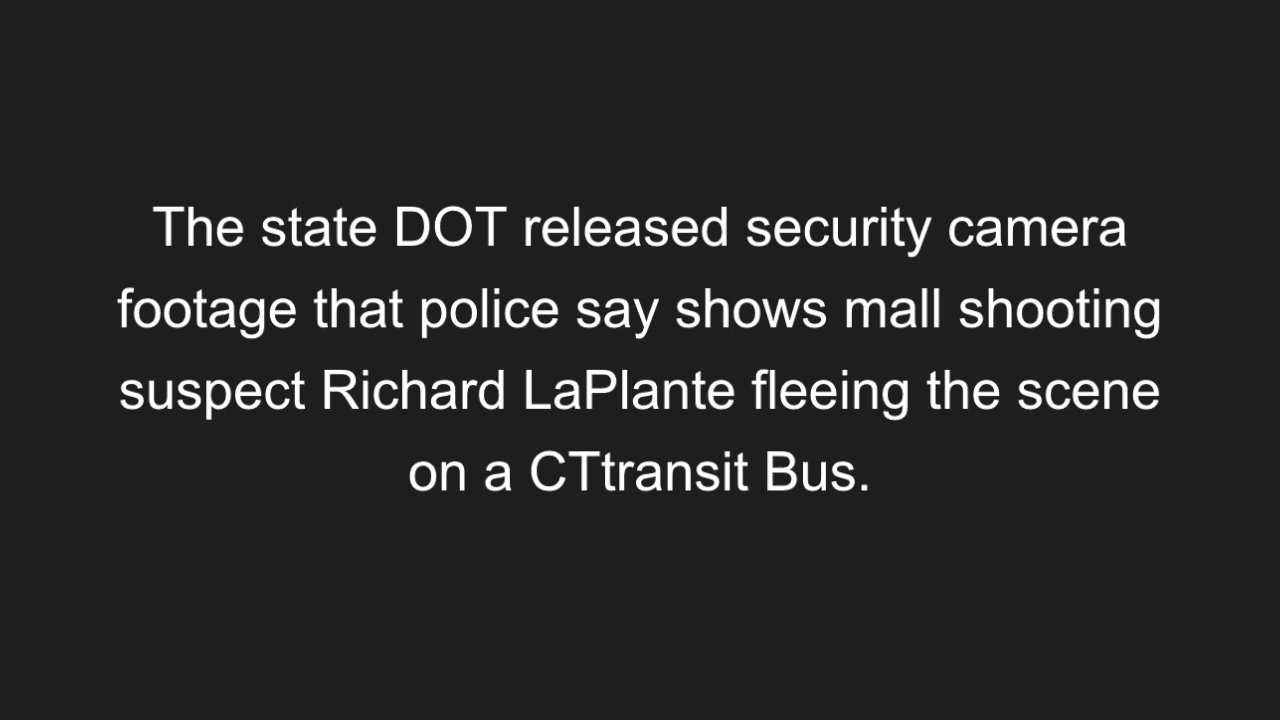 The state DOT released security camera
footage that police say shows mall shooting
suspect Richard LaPlante fleeing the scene
on a CTtransit Bus.